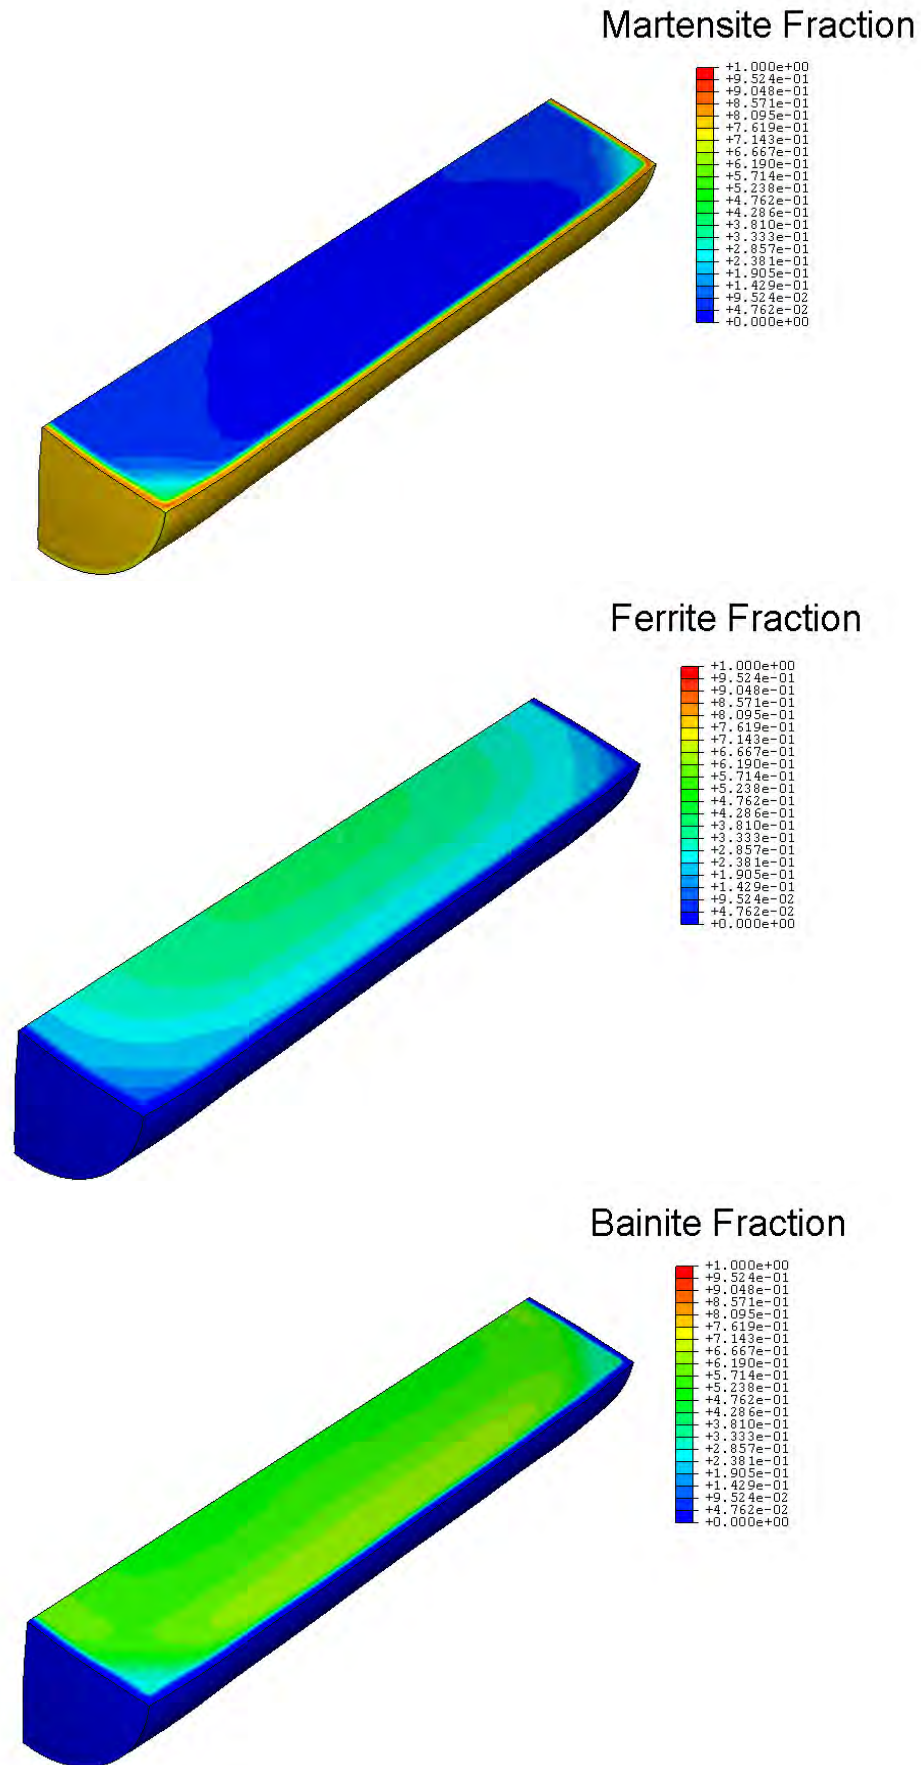 Martensite Fraction
+1.000e+00
+9.524e-01
+9.048e-01
+8.571e-01
+8.095e-01
+7.619e-01
+7.143e-01
+6.667e-01
+6.190e-01
+5.714e-01
+5.238e-01
+4.762e-01
+4.286e-01
+3.810e-01
+3.333e-01
+2.857e-01
+2.381e-01
+1.905e-01
+1.429e-01
+9.524e-02
+4.762e-02
+0.000e+00
Ferrite Fraction
+1.000e+00
+9.524e-01
+9.048e-01
+8.571e-01
+8.095e-01
+7.619e-01
+7.143e-01
+6.667e-01
+6.190e-01
+5.714e-01
+5.238e-01
+4.762e-01
+4.286e-01
+3.810e-01
+3.333e-01
+2.857e-01
+2.381e-01
+1.905e-01
+1.429e-01
+9.524e-02
+4.762e-02
+0.000e+00
Bainite Fraction
+1.000e+00
+9.524e-01
+9.048e-01
+8.571e-01
+8.095e-01
+7.619e-01
+7.143e-01
+6.667e-01
+6.190e-01
+5.714e-01
+5.238e-01
+4.762e-01
+4.286e-01
+3.810e-01
+3.333e-01
+2.857e-01
+2.381e-01
+1.905e-01
+1.429e-01
+9.524e-02
+4.762e-02
+0.000e+00